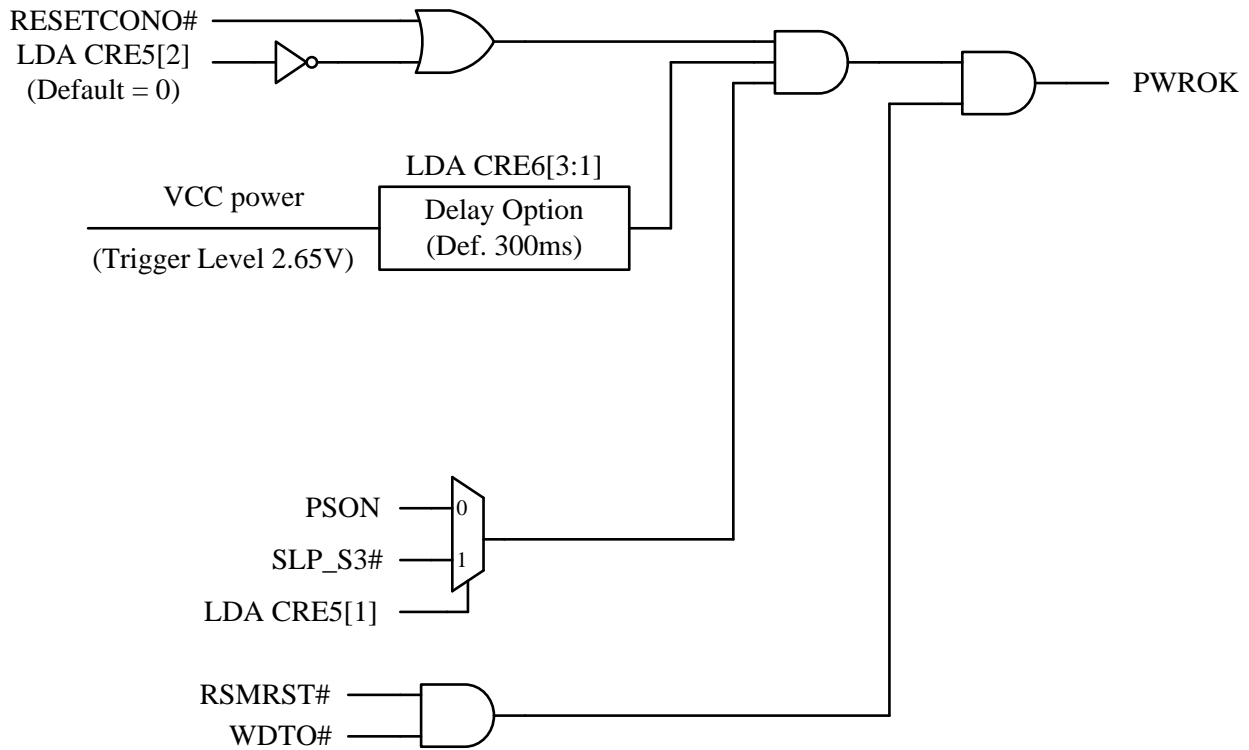 RESETCONO#
LDA CRE5[2]
(Default = 0)
PWROK
LDA CRE6[3:1]
VCC power
Delay Option
(Def. 300ms)
(Trigger Level 2.65V)
PSON
0
SLP_S3#
1
LDA CRE5[1]
RSMRST#
WDTO#